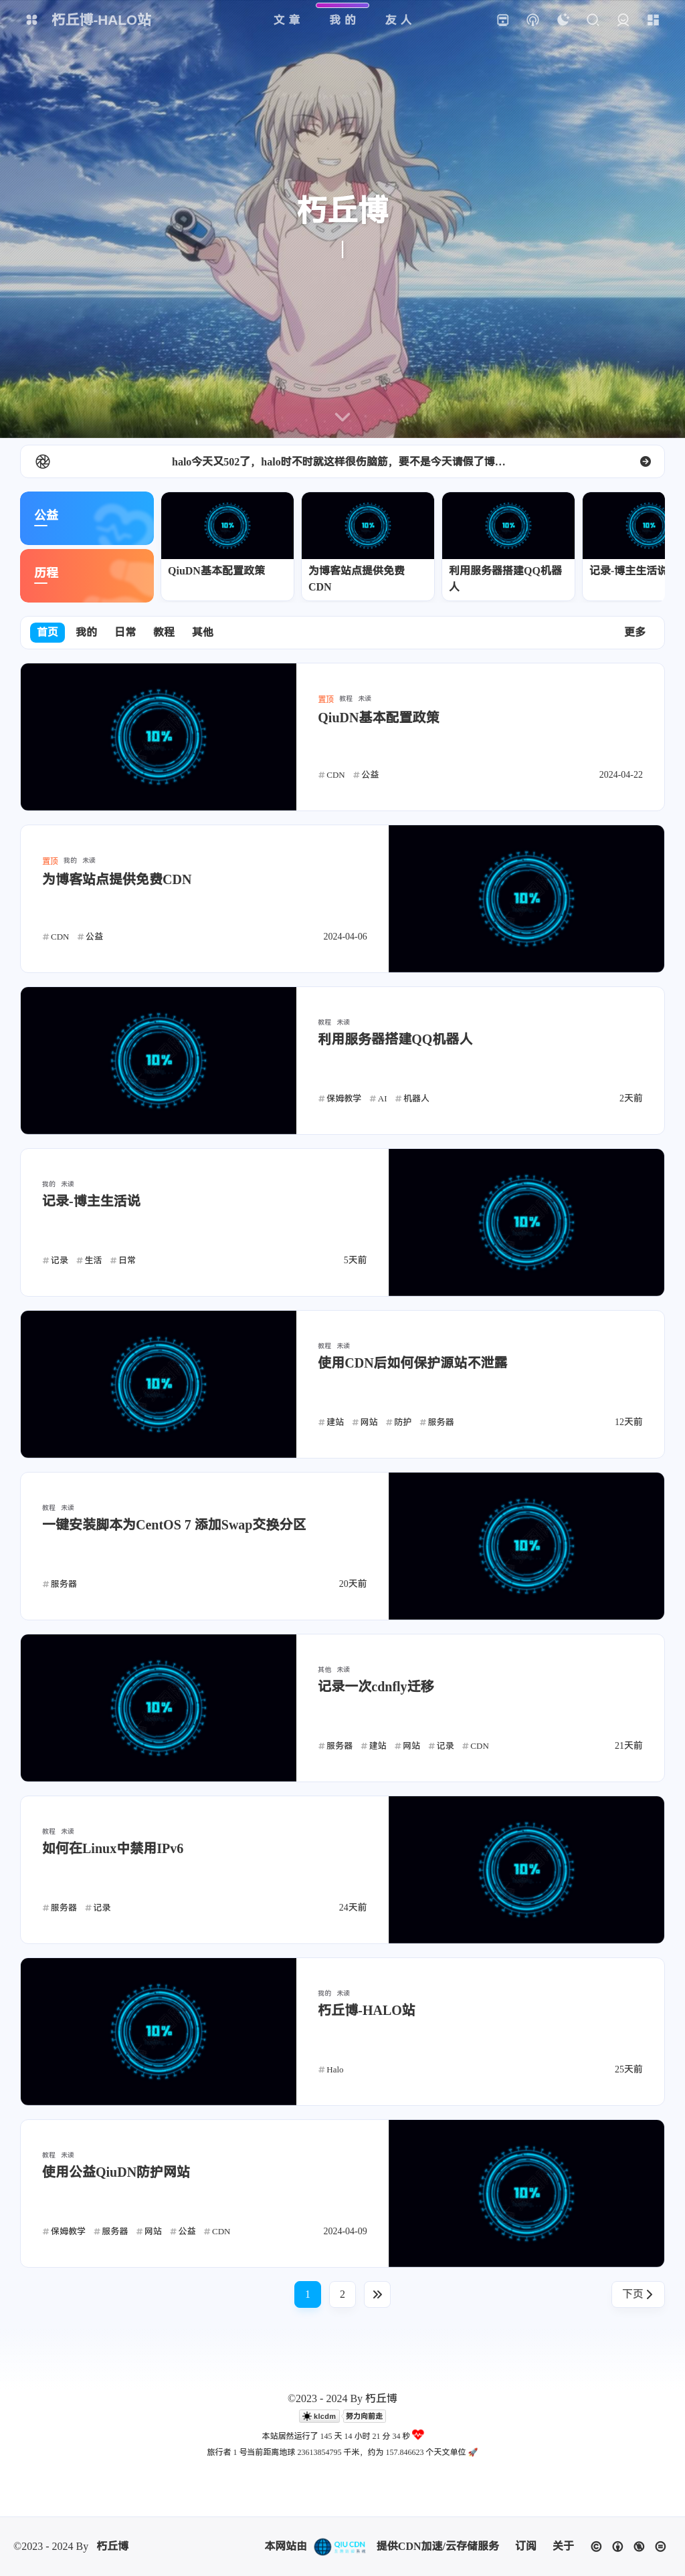 朽丘博-HALO站
文章 我的 友人
朽丘博
halo今天又502了，halo时不时就这样很伤脑筋，要不是今天请假了博…
公益
历程
10%
QiuDN基本配置政策
10%
为博客站点提供免费CDN
10%
利用服务器搭建QQ机器人
10%
记录-博主生活说
首页 我的 日常 教程 其他 更多
10%
置顶 教程 未读
QiuDN基本配置政策
# CDN # 公益 2024-04-22
置顶 我的 未读
为博客站点提供免费CDN
# CDN # 公益 2024-04-06
10%
10%
教程 未读
利用服务器搭建QQ机器人
# 保姆教学 # AI # 机器人 2天前
我的 未读
记录-博主生活说
# 记录 # 生活 # 日常 5天前
10%
10%
教程 未读
使用CDN后如何保护源站不泄露
# 建站 # 网站 # 防护 # 服务器 12天前
教程 未读
一键安装脚本为CentOS 7 添加Swap交换分区
# 服务器 20天前
10%
10%
其他 未读
记录一次cdnfly迁移
# 服务器 # 建站 # 网站 # 记录 # CDN 21天前
教程 未读
如何在Linux中禁用IPv6
# 服务器 # 记录 24天前
10%
10%
我的 未读
朽丘博-HALO站
# Halo 25天前
教程 未读
使用公益QiuDN防护网站
# 保姆教学 # 服务器 # 网站 # 公益 # CDN 2024-04-09
10%
1 2 下页
©2023 - 2024 By 朽丘博
klcdm 努力向前走
本站居然运行了 145 天 14 小时 21 分 34 秒
旅行者 1 号当前距离地球 23613854795 千米，约为 157.846623 个天文单位 🚀
©2023 - 2024 By 朽丘博 本网站由 QIU CDN 提供CDN加速/云存储服务 订阅 关于